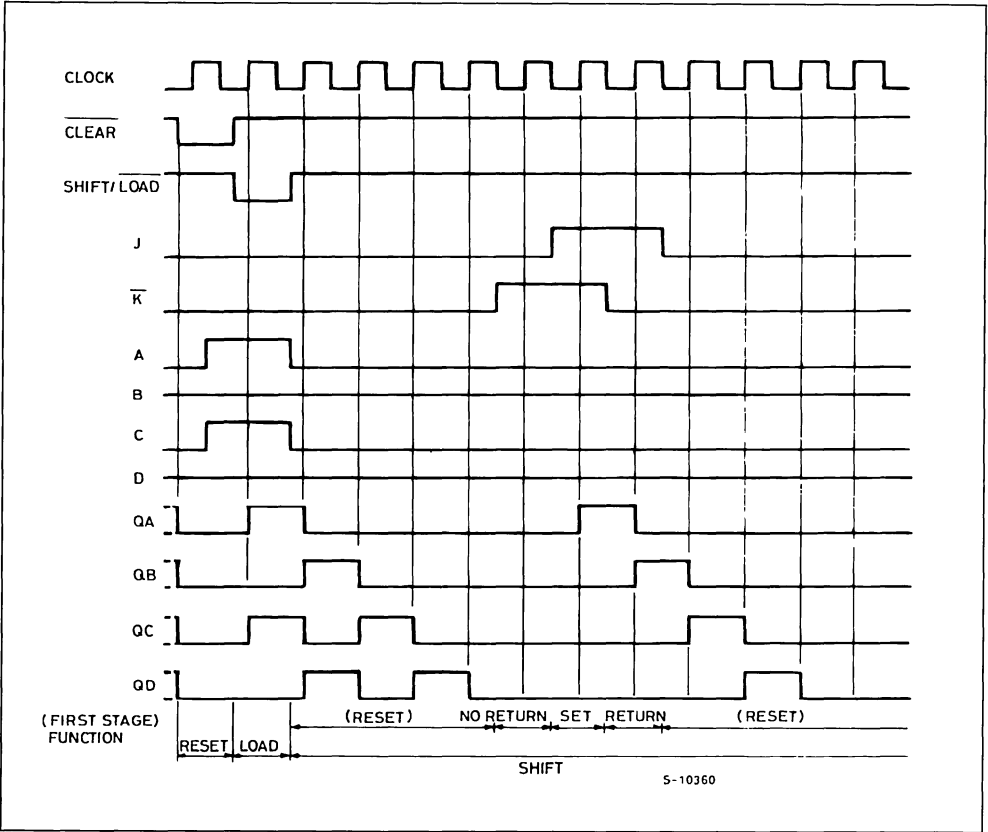 CLOCK
CLEAR
SHIFT/LOAD
J
K
A
B
C
D
QA
QB
QC
QD
(FIRST STAGE)
FUNCTION
(RESET) NO RETURN SET RETURN (RESET)
RESET LOAD
SHIFT
S-10360